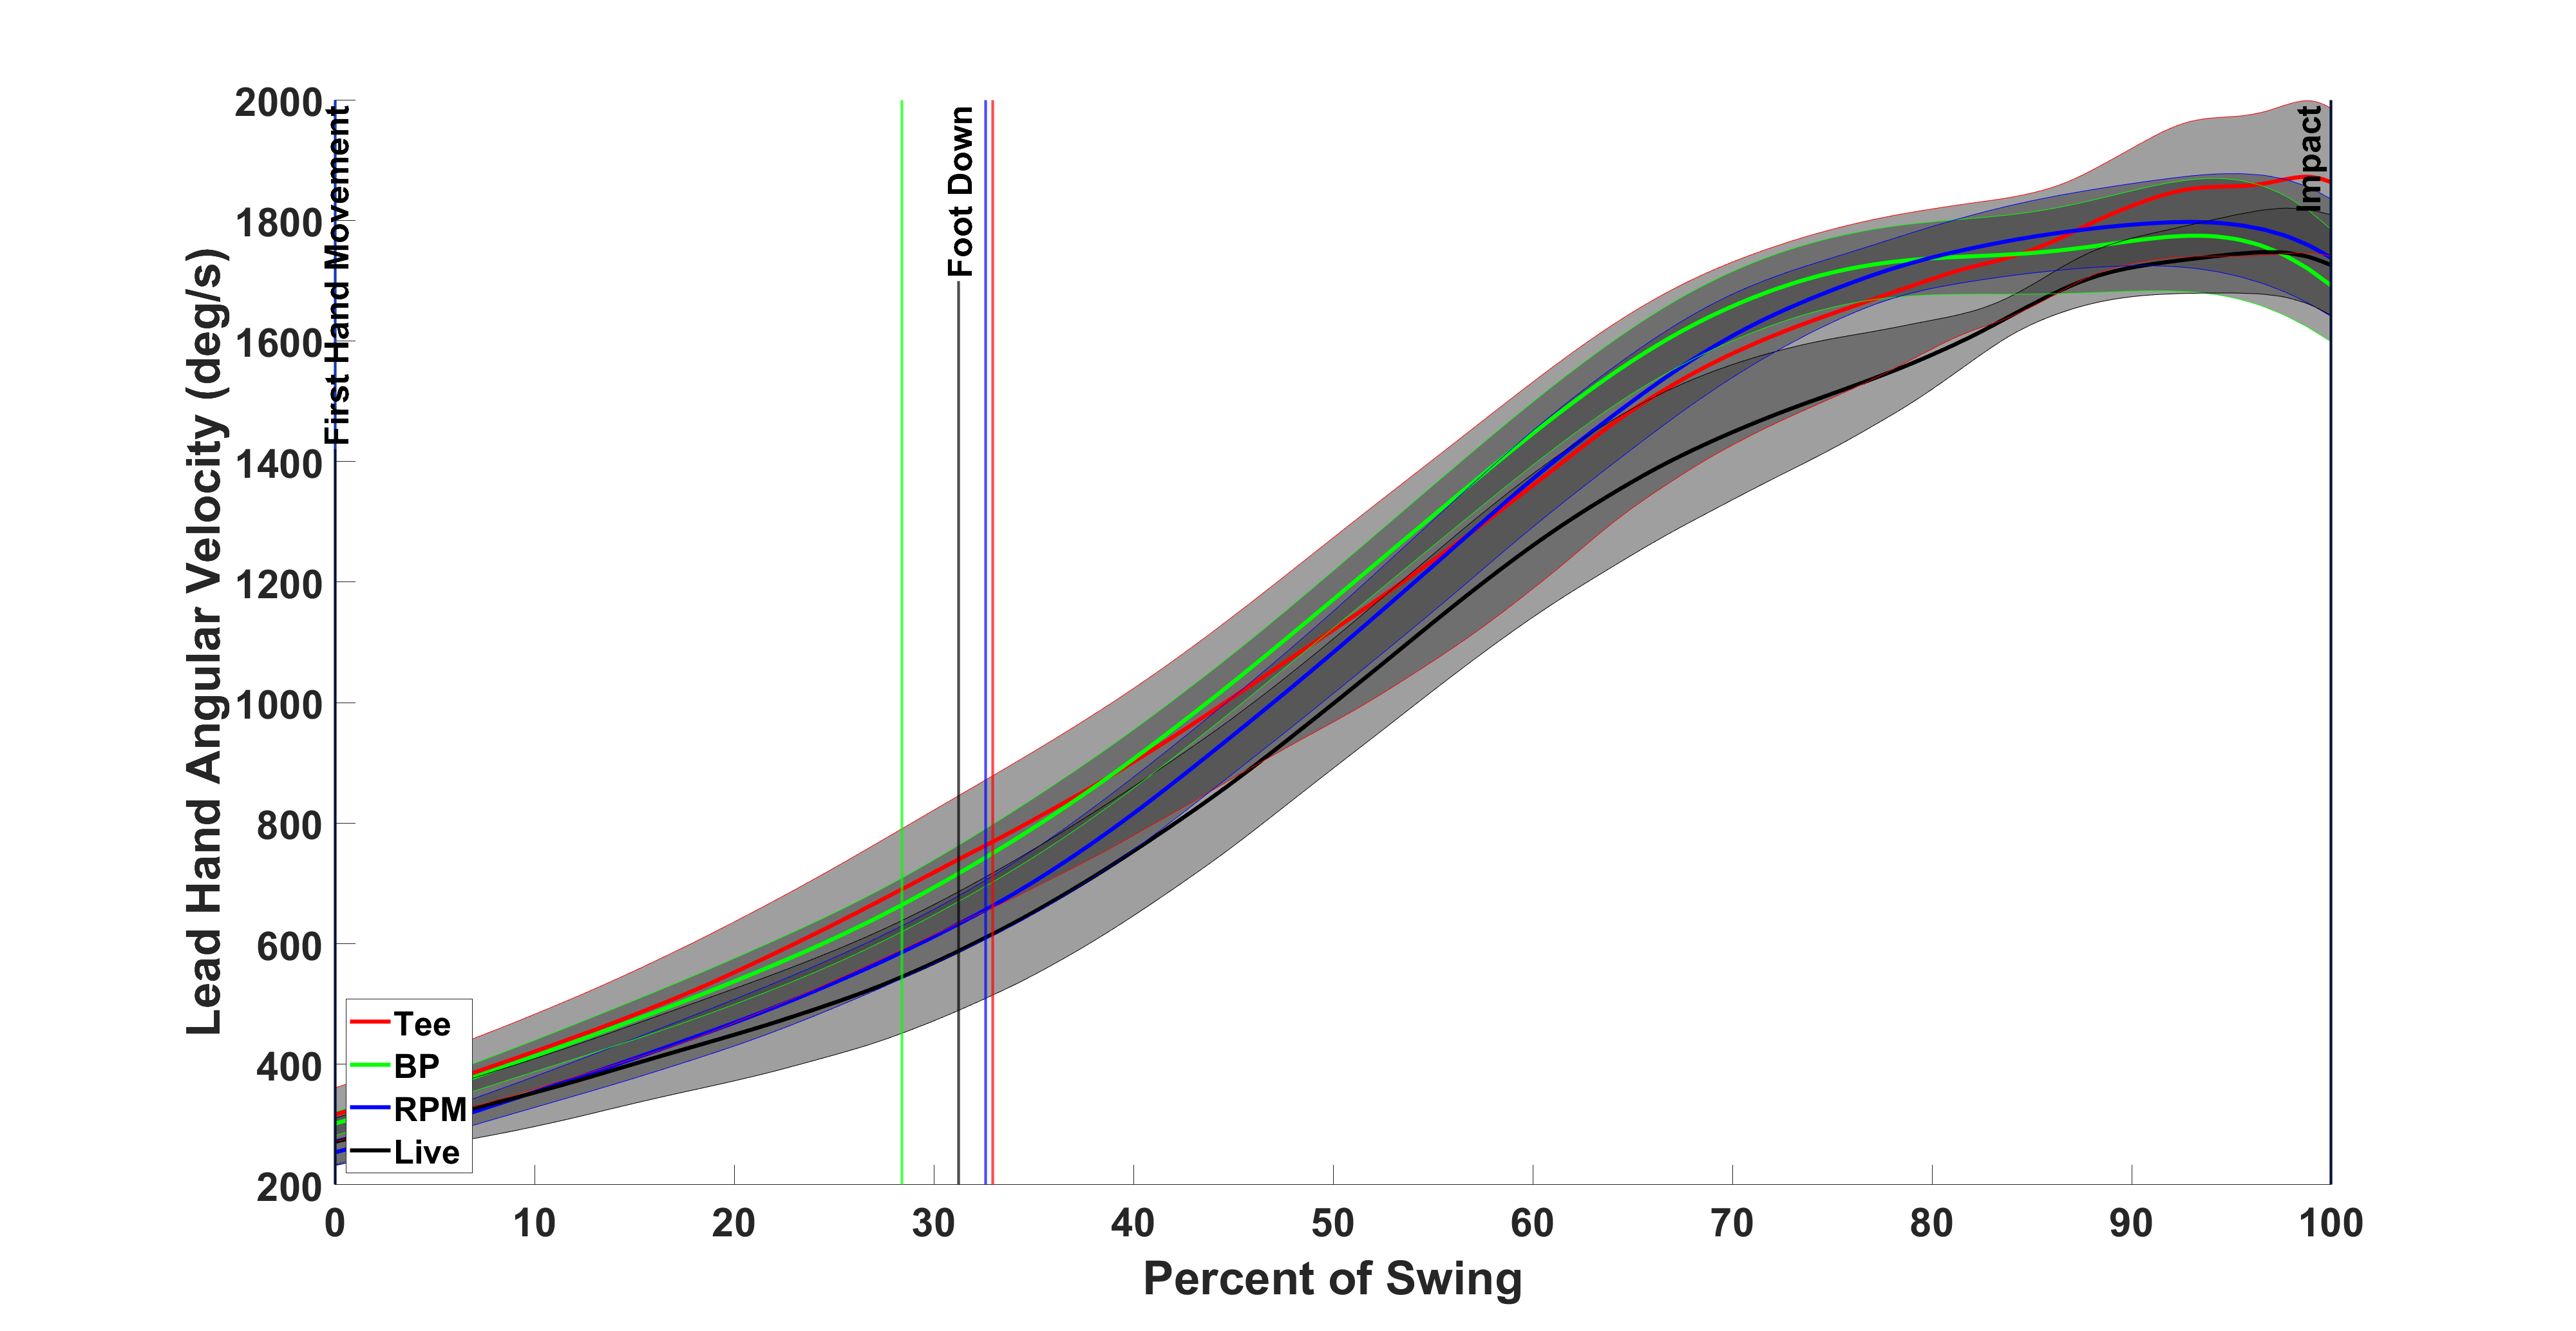 Lead Hand Angular Velocity (deg/s)
2000
1800
1600
1400
1200
1000
800
600
400
200
First Hand Movement
Foot Down
Impact
Tee
BP
RPM
Live
0 10 20 30 40 50 60 70 80 90 100
Percent of Swing